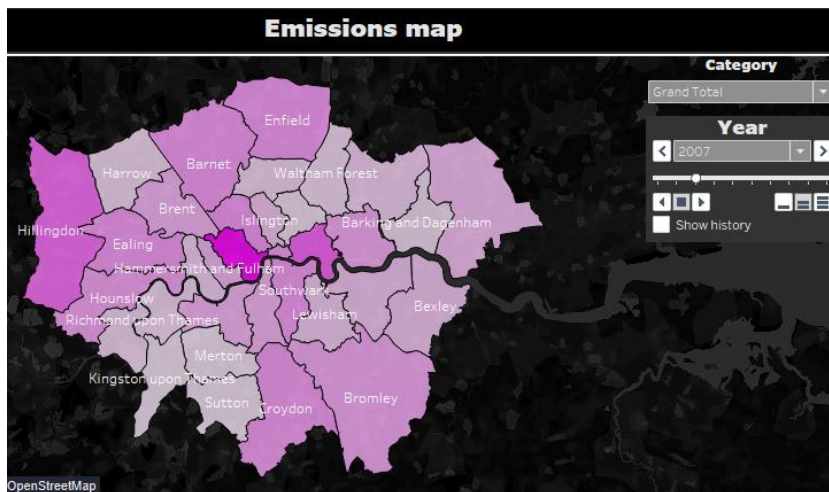 Emissions map
Category
Grand Total
Year
2007
Show history
Enfield
Barnet
Harrow
Waltham Forest
Brent
Islington
Barking and Dagenham
Hillingdon
Ealing
Hammersmith and Fulham
Hounslow
Southwark
Richmond upon Thames
Lewisham
Bexley
Merton
Kingston upon Thames
Sutton
Croydon
Bromley
OpenStreetMap